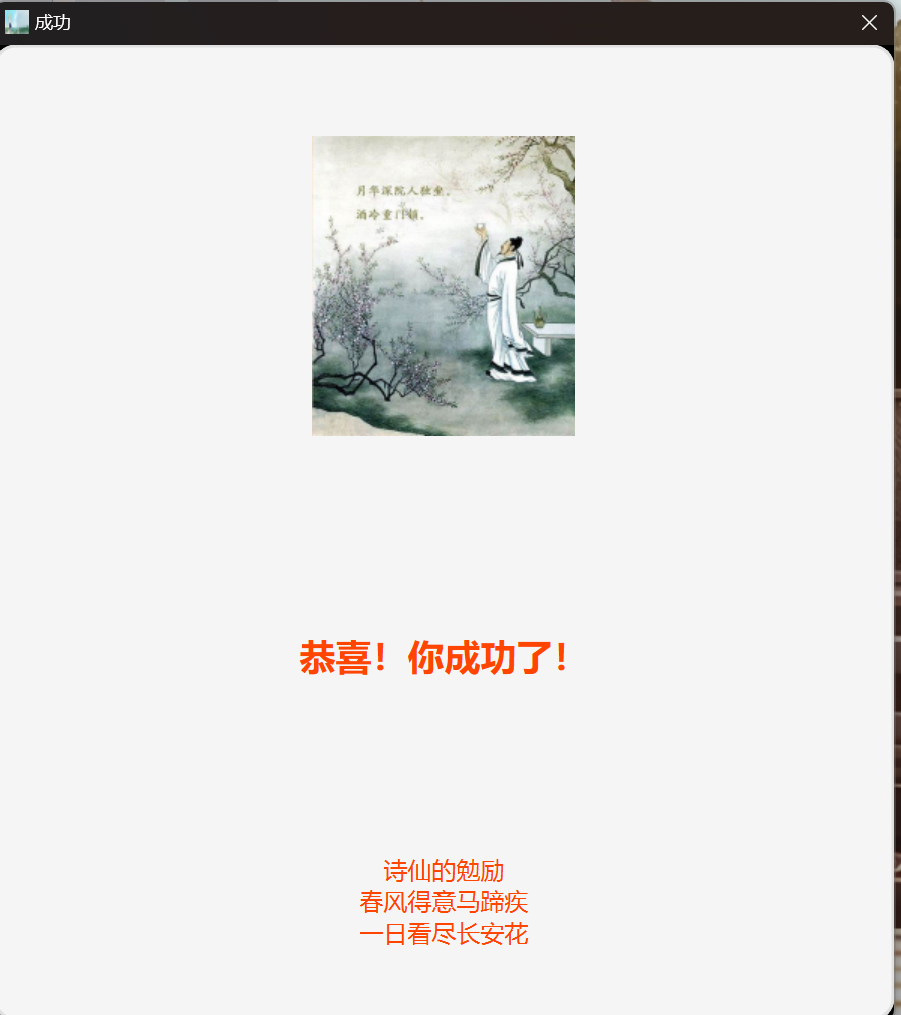 成功
月华深院人独坐。
酒冷重门锁。
恭喜！你成功了！
诗仙的勉励
春风得意马蹄疾
一日看尽长安花